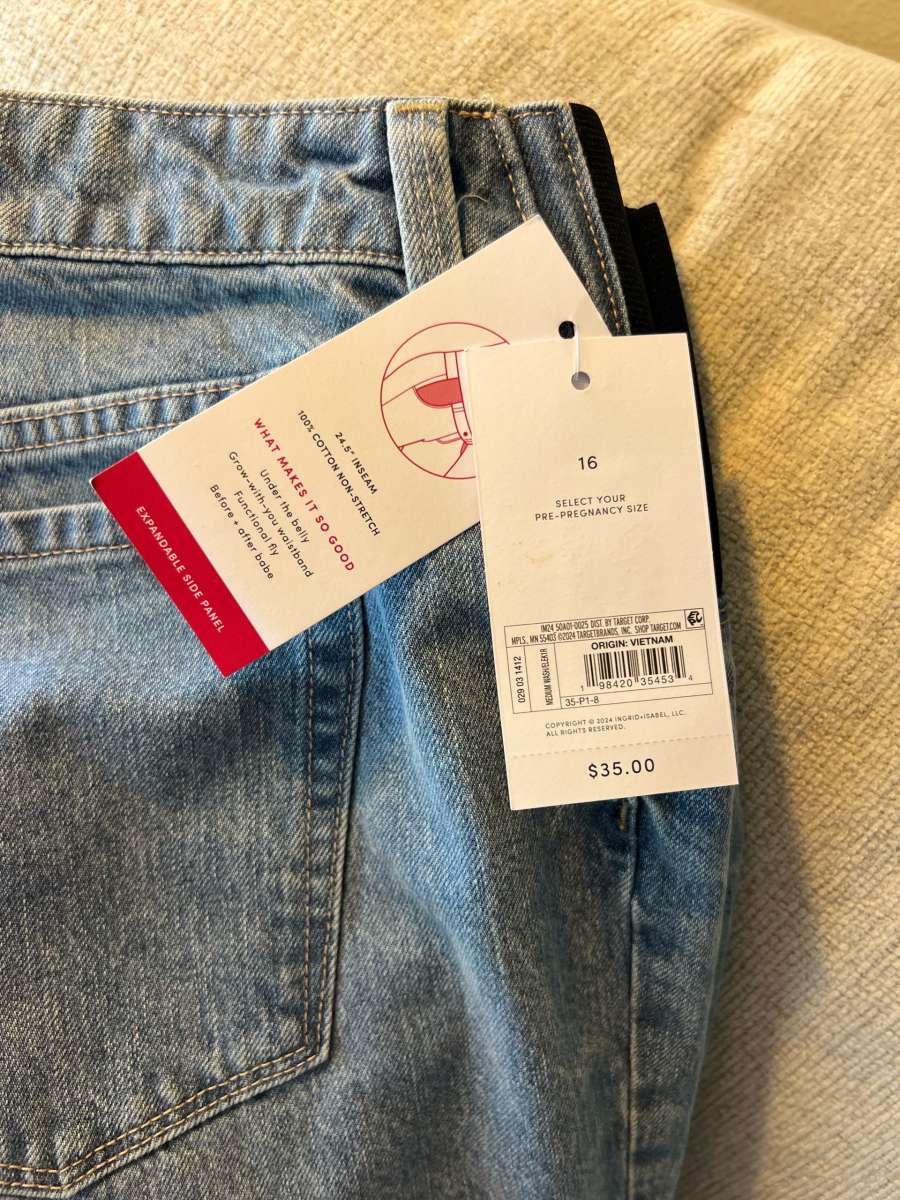 24.5" INSEAM
100% COTTON NON-STRETCH
WHAT MAKES IT SO GOOD
Under the belly
Grow-with-you waistband
Functional fly
Before + after babe
EXPANDABLE SIDE PANEL
16
SELECT YOUR
PRE-PREGNANCY SIZE
IM24 50A01-0025 DIST. BY TARGET CORP.
MPLS., MN 55403 ©2024 TARGETBRANDS, INC. SHOP TARGET.COM
ORIGIN: VIETNAM
029 03 1412
1 98420 35453 4
35-P1-8
COPYRIGHT © 2024 INGRID+ISABEL, LLC.
ALL RIGHTS RESERVED.
$35.00